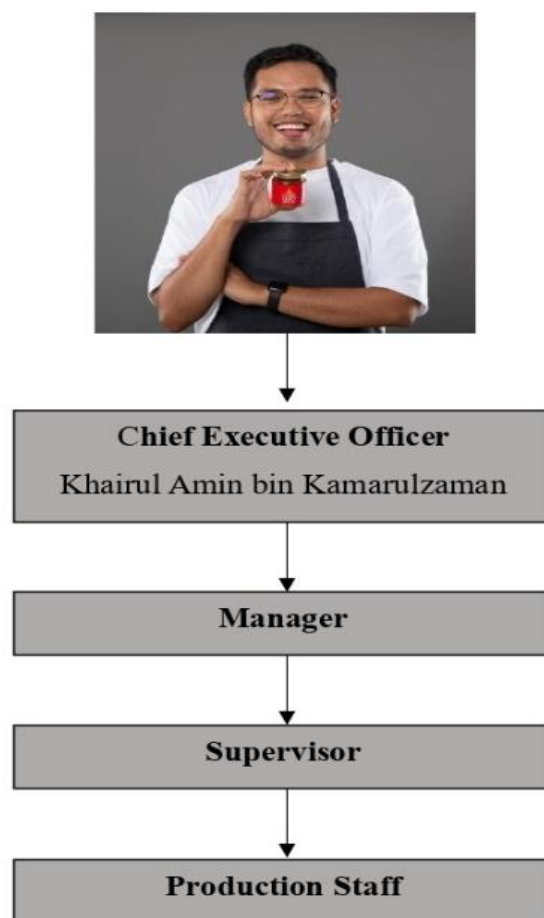 Chief Executive Officer
Khairul Amin bin Kamarulzaman
Manager
Supervisor
Production Staff